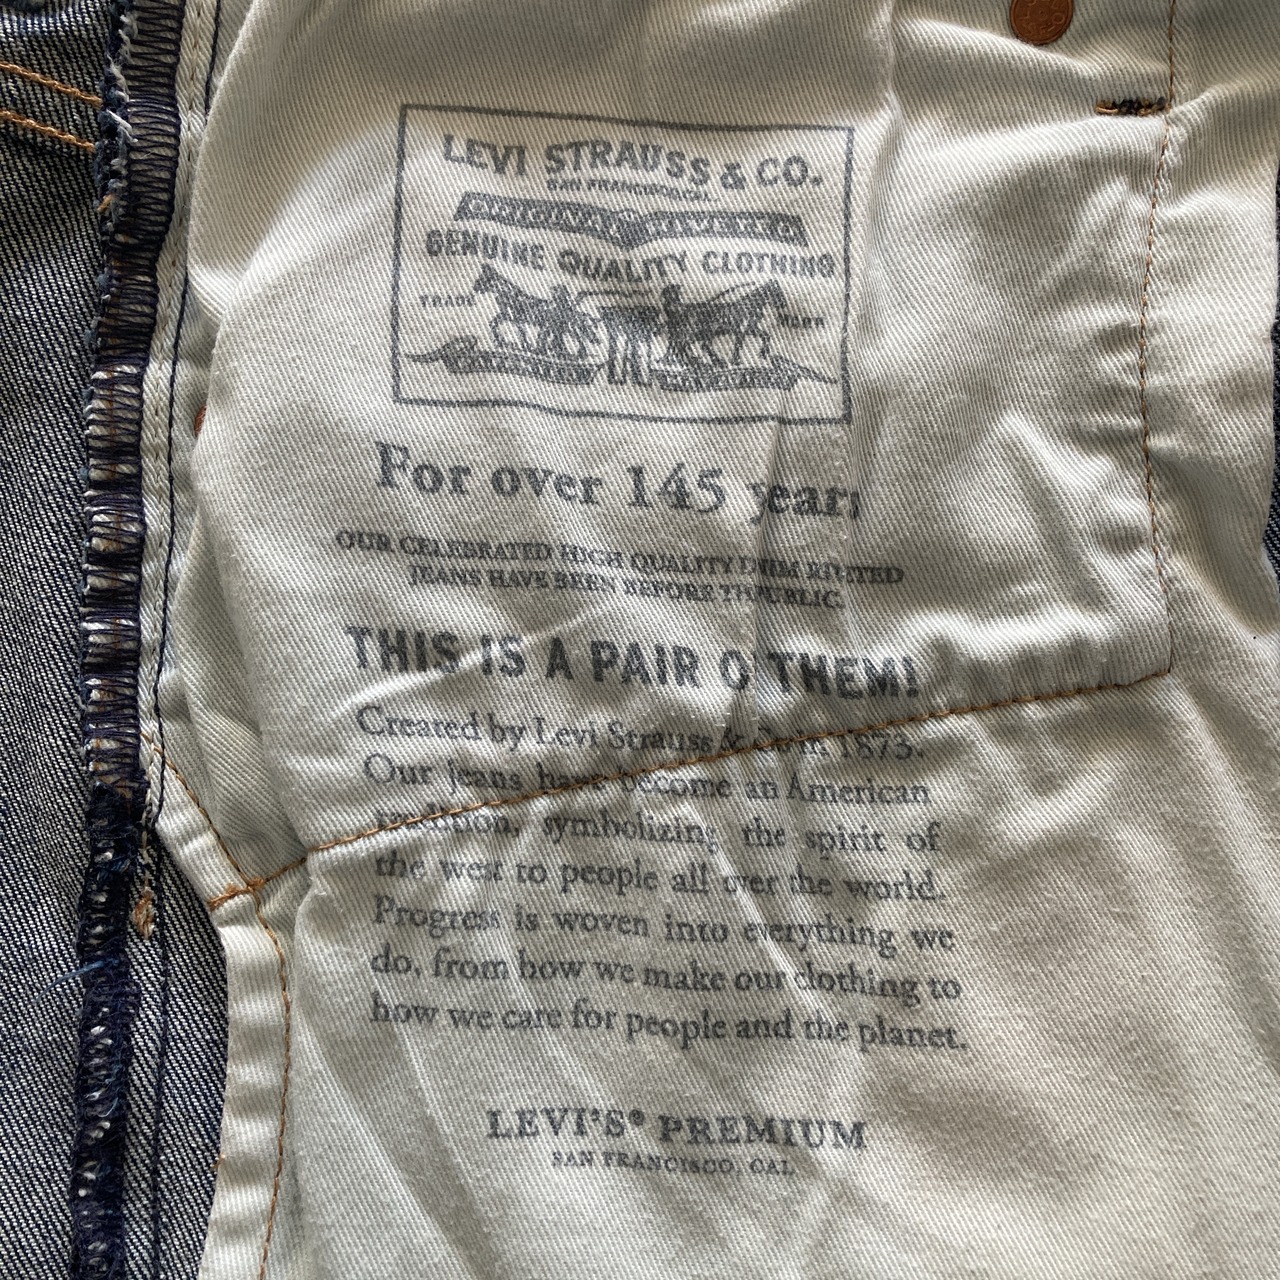 LEVI STRAUSS & CO.
SAN FRANCISCO, CAL.
ORIGINAL RIVETED
GENUINE QUALITY CLOTHING
TRADE MARK
For over 145 years
OUR CELEBRATED HIGH QUALITY RIVETED
JEANS HAVE BEEN BEFORE
THIS IS A PAIR OF THEM!
Created by Levi Strauss & Co. in 1873.
Our jeans have become an American
tradition, symbolizing the spirit of
the west to people all over the world.
Progress is woven into everything we
do, from how we make our clothing to
how we care for people and the planet.
LEVI'S® PREMIUM
SAN FRANCISCO, CAL.